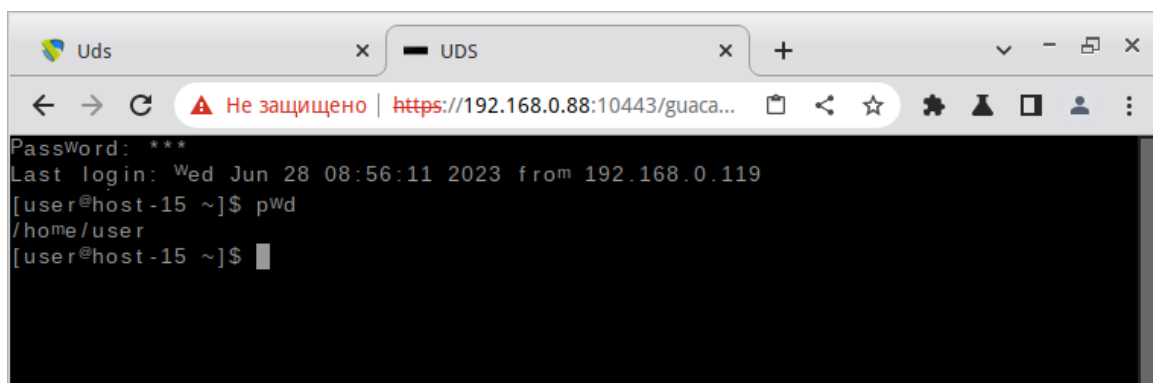 Uds
UDS
Не защищено
https://192.168.0.88:10443/guaca...
Password: ***
Last login: Wed Jun 28 08:56:11 2023 from 192.168.0.119
[user@host-15 ~]$ pwd
/home/user
[user@host-15 ~]$